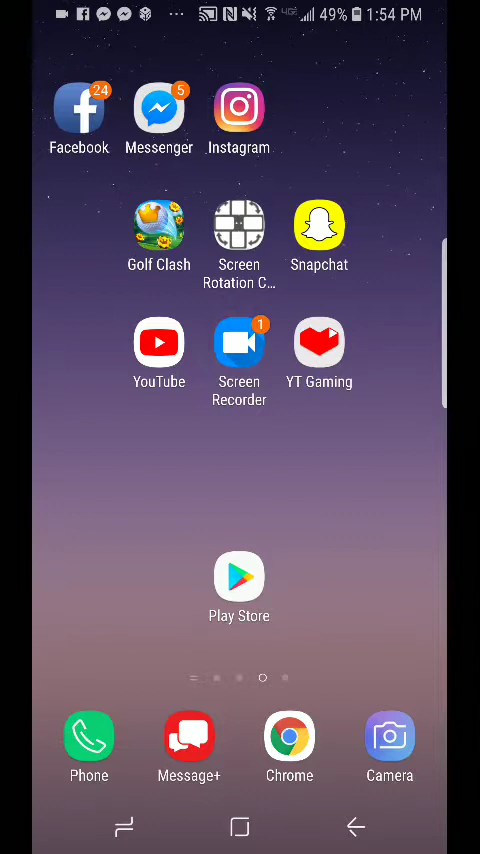 49% 1:54 PM
24 5
Facebook Messenger Instagram
Golf Clash Screen Rotation C... Snapchat
1
YouTube Screen Recorder YT Gaming
Play Store
Phone Message+ Chrome Camera